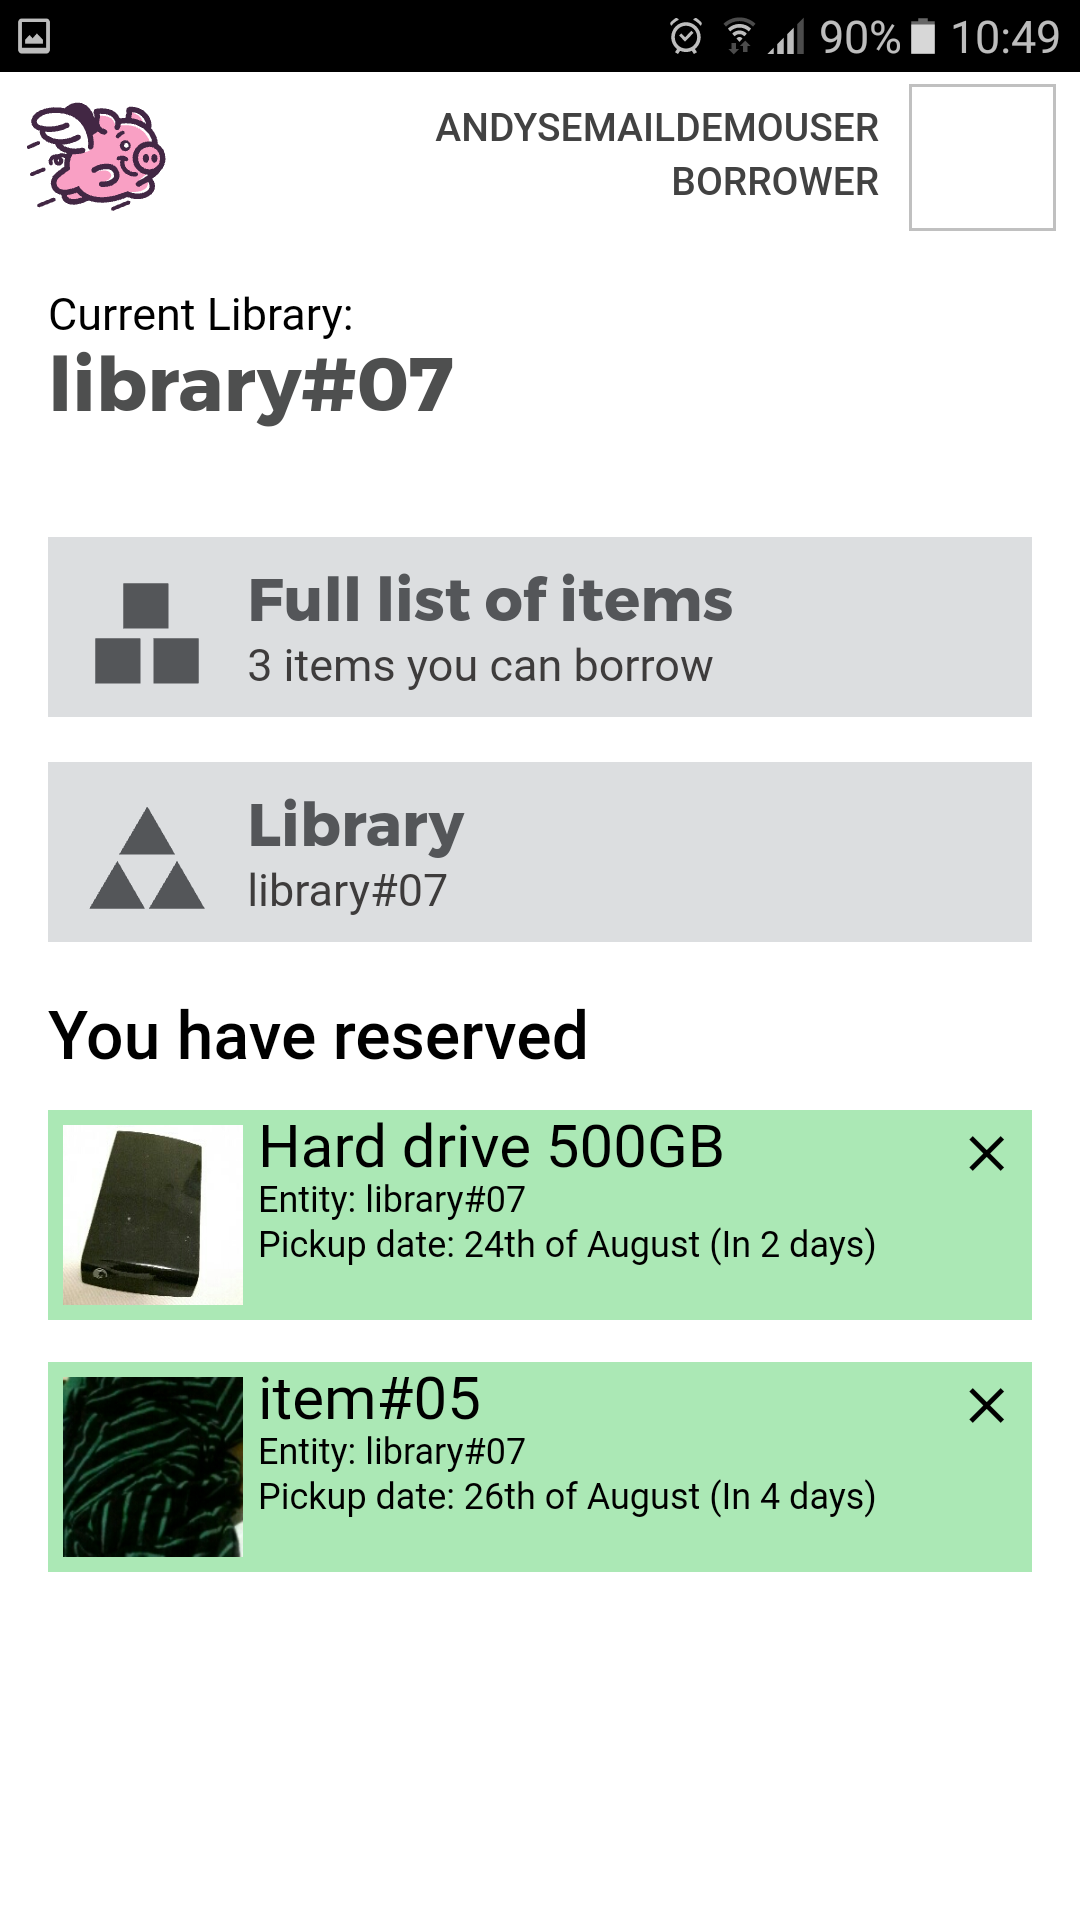 90% 10:49
ANDYSEMAILDEMOUSER
BORROWER
Current Library:
library#07
Full list of items
3 items you can borrow
Library
library#07
You have reserved
Hard drive 500GB
Entity: library#07
Pickup date: 24th of August (In 2 days)
item#05
Entity: library#07
Pickup date: 26th of August (In 4 days)